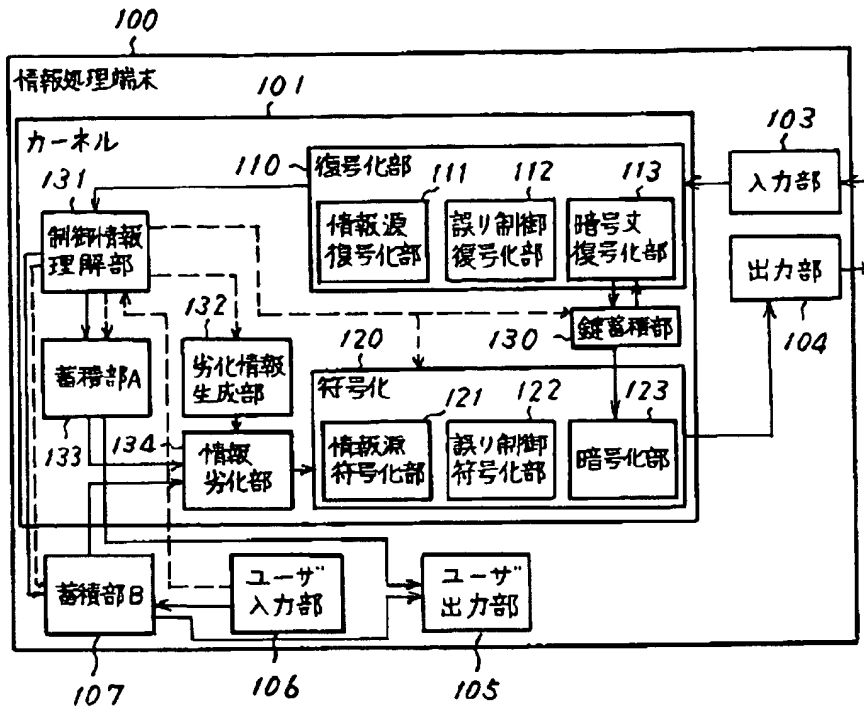 100
情報処理端末
101
カーネル
103
入力部
出力部
104
110
復号化部
111
情報源
復号化部
112
誤り制御
復号化部
113
暗号文
復号化部
131
制御情報
理解部
132
劣化情報
生成部
130
鍵蓄積部
蓄積部A
133
134
情報
劣化部
120
符号化
121
情報源
符号化部
122
誤り制御
符号化部
123
暗号化部
蓄積部B
107
ユーザ
入力部
106
ユーザ
出力部
105